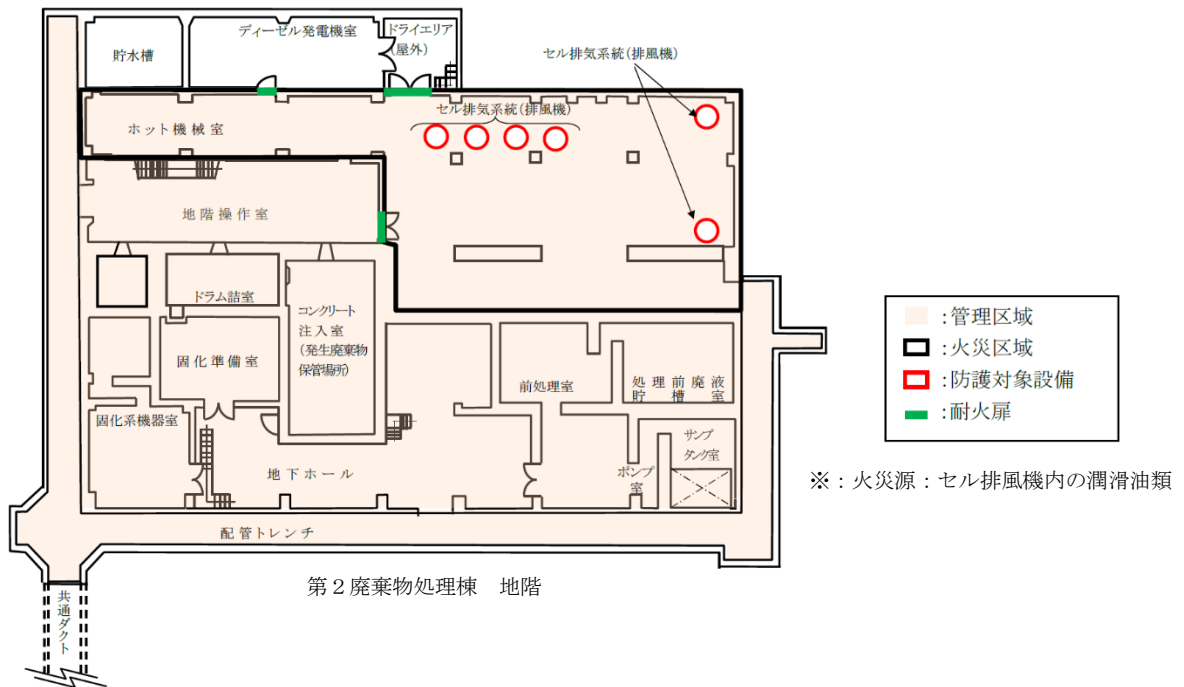 ディーゼル発電機室
ドライエリア
(屋外)
貯水槽
セル排気系統(排風機)
セル排気系統(排風機)
ホット機械室
地階操作室
ドラム詰室
コンクリート
注入室
(発生廃棄物
保管場所)
固化準備室
前処理室
処理前廃液
貯槽室
固化系機器室
サンプ
タンク室
地下ホール
ポンプ
室
配管トレンチ
第2廃棄物処理棟 地階
共通ダクト
:管理区域
:火災区域
:防護対象設備
:耐火扉
※:火災源:セル排風機内の潤滑油類